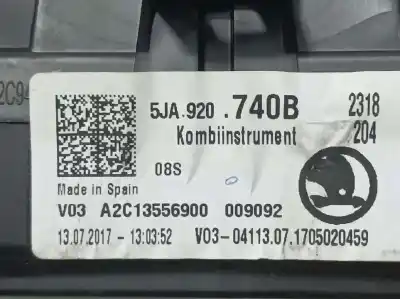 2C9
5JA.920 .740B 2318
Kombiinstrument 204
08S
Made in Spain
V03 A2C13556900 009092
13.07.2017 - 13:03:52 V03-04113.07.1705020459